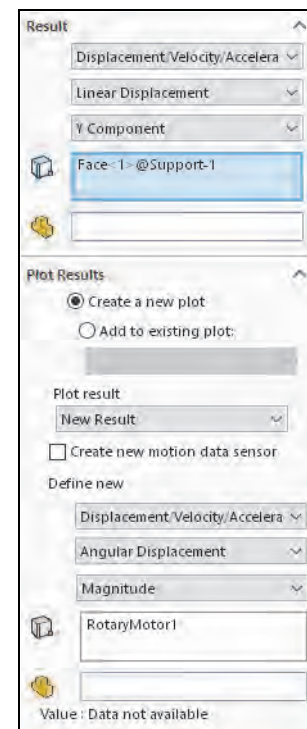 Result
Displacement/Velocity/Accelera
Linear Displacement
Y Component
Face<1>@Support-1
Plot Results
Create a new plot
Add to existing plot:
Plot result
New Result
Create new motion data sensor
Define new
Displacement/Velocity/Accelera
Angular Displacement
Magnitude
RotaryMotor1
Value : Data not available